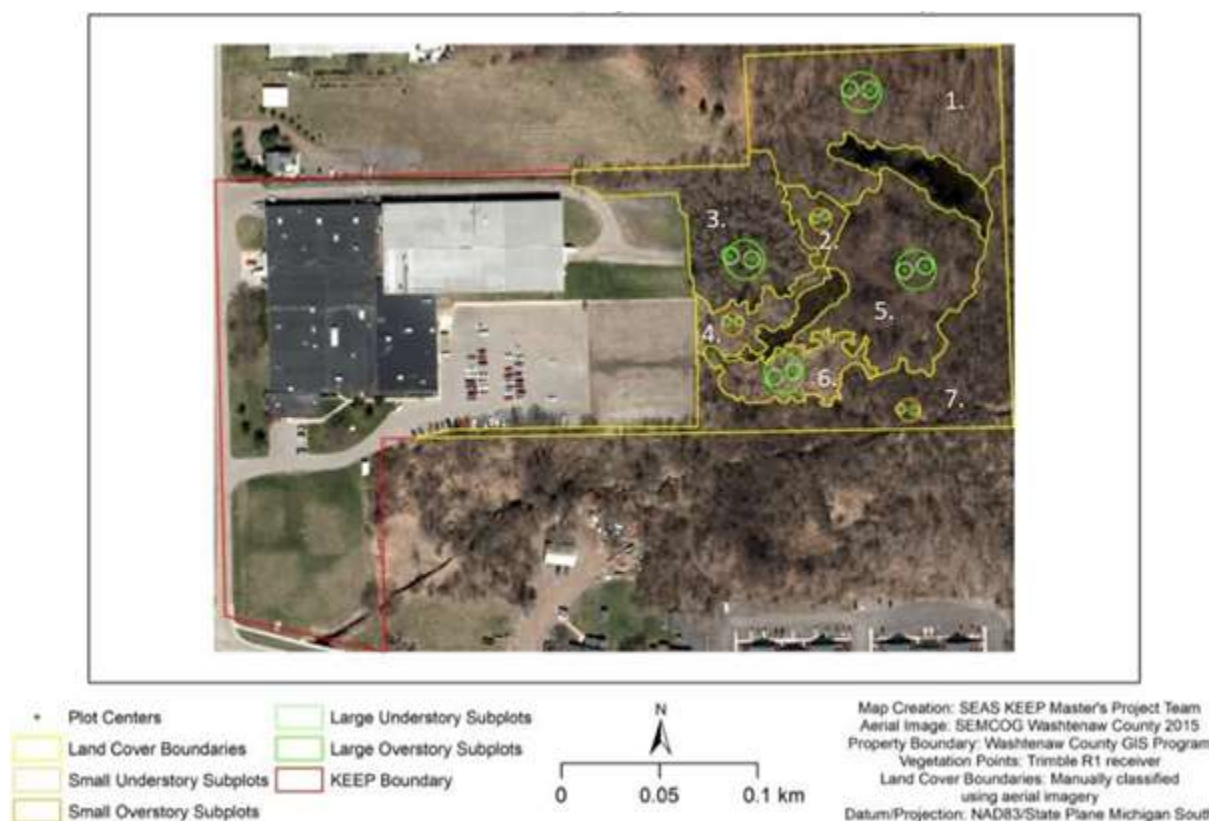 1.
2.
3.
4.
5.
6.
7.
Plot Centers
Land Cover Boundaries
Small Understory Subplots
Small Overstory Subplots
Large Understory Subplots
Large Overstory Subplots
KEEP Boundary
N
0 0.05 0.1 km
Map Creation: SEAS KEEP Master's Project Team
Aerial Image: SEMCOG Washtenaw County 2015
Property Boundary: Washtenaw County GIS Program
Vegetation Points: Trimble R1 receiver
Land Cover Boundaries: Manually classified
using aerial imagery
Datum/Projection: NAD83/State Plane Michigan South